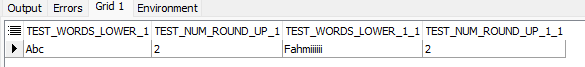 Output Errors Grid 1 Environment
TEST_WORDS_LOWER_1 TEST_NUM_ROUND_UP_1 TEST_WORDS_LOWER_1_1 TEST_NUM_ROUND_UP_1_1
Abc 2 Fahmiiiiii 2